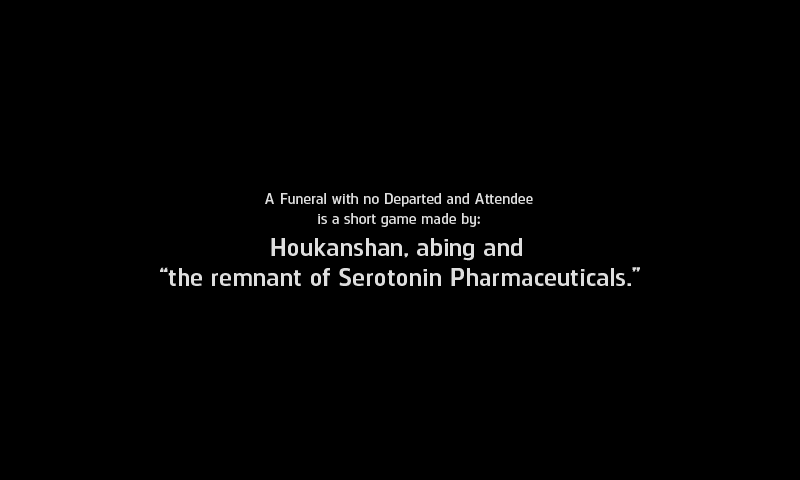 A Funeral with no Departed and Attendee
is a short game made by:
Houkanshan, abing and
“the remnant of Serotonin Pharmaceuticals.”